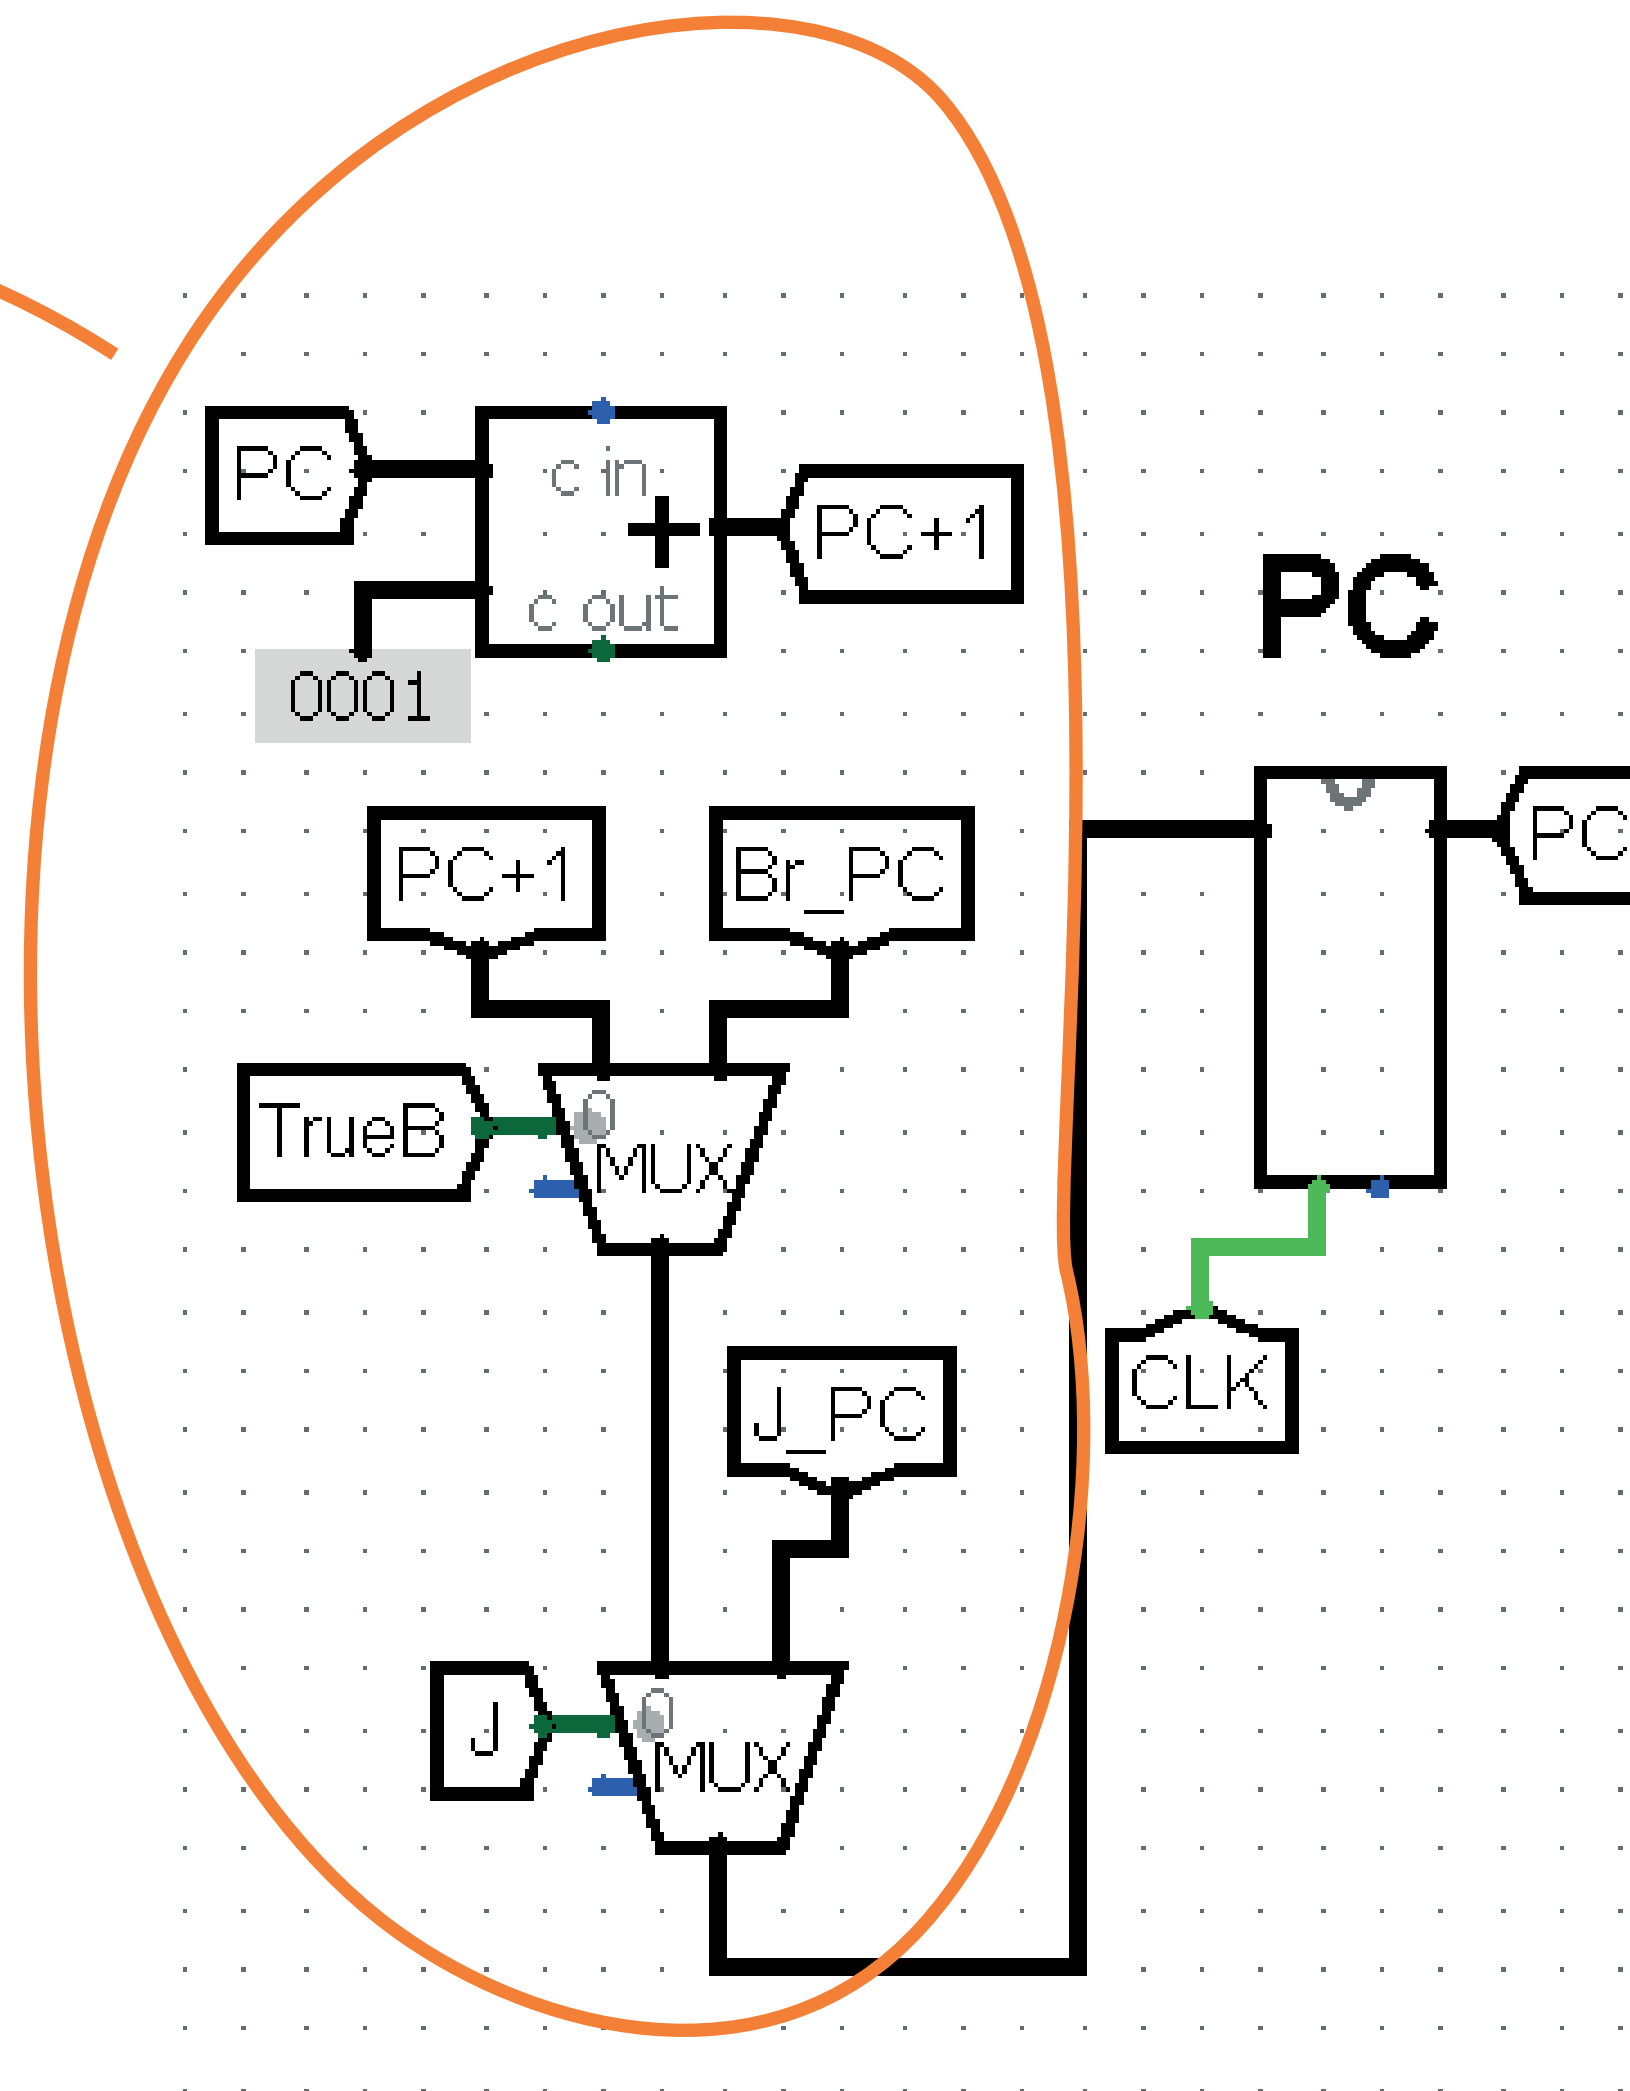 PC
c in
+
PC+1
c out
0001
PC
PC+1
Br_PC
PC
TrueB
0
MUX
CLK
J_PC
J
0
MUX